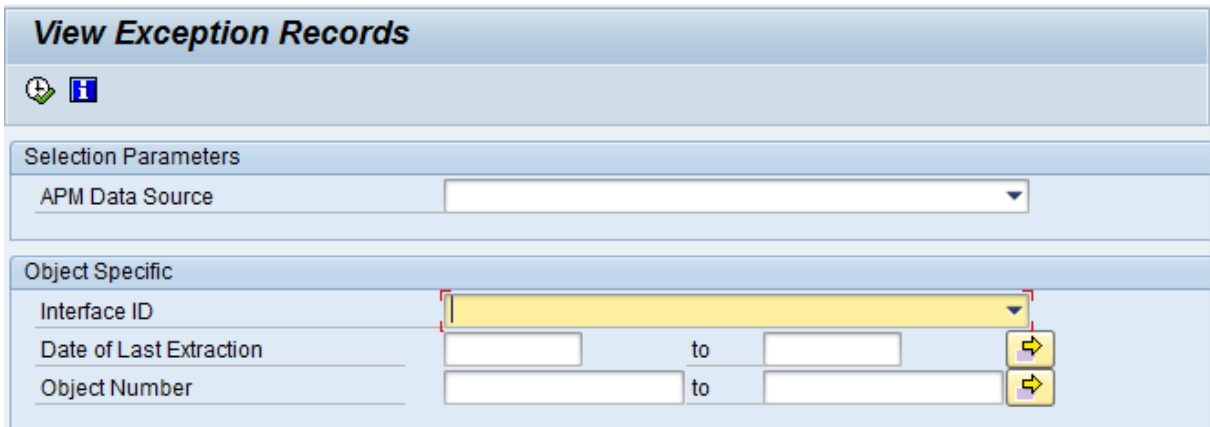 View Exception Records
Selection Parameters
APM Data Source
Object Specific
Interface ID
Date of Last Extraction to
Object Number to